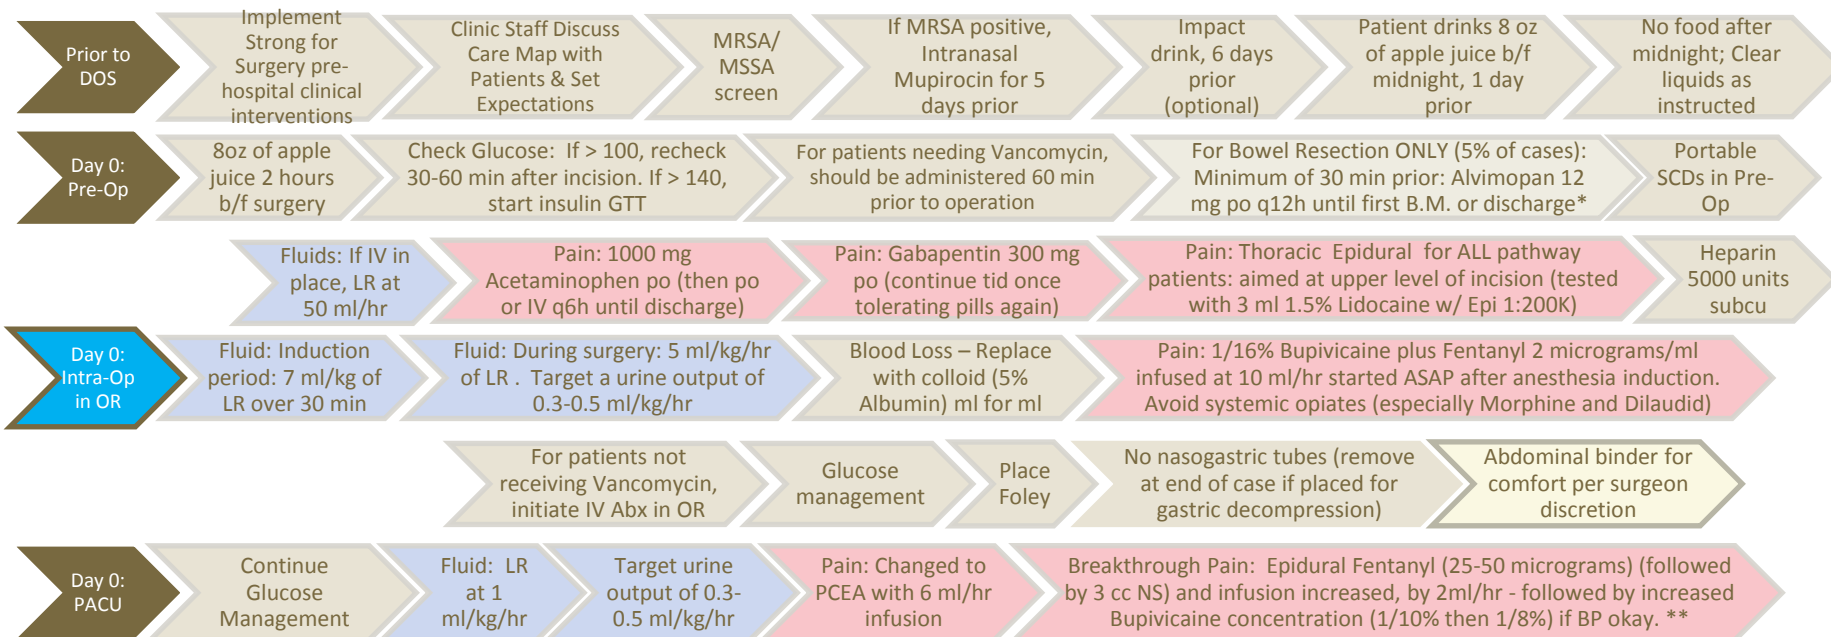 Prior to
DOS
Implement
Strong for
Surgery pre-
hospital clinical
interventions
Clinic Staff Discuss
Care Map with
Patients & Set
Expectations
MRSA/
MSSA
screen
If MRSA positive,
Intranasal
Mupirocin for 5
days prior
Impact
drink, 6 days
prior
(optional)
Patient drinks 8 oz
of apple juice b/f
midnight, 1 day
prior
No food after
midnight; Clear
liquids as
instructed
Day 0:
Pre-Op
8oz of apple
juice 2 hours
b/f surgery
Check Glucose: If > 100, recheck
30-60 min after incision. If > 140,
start insulin GTT
For patients needing Vancomycin,
should be administered 60 min
prior to operation
For Bowel Resection ONLY (5% of cases):
Minimum of 30 min prior: Alvimopan 12
mg po q12h until first B.M. or discharge*
Portable
SCDs in Pre-
Op
Fluids: If IV in
place, LR at
50 ml/hr
Pain: 1000 mg
Acetaminophen po (then po
or IV q6h until discharge)
Pain: Gabapentin 300 mg
po (continue tid once
tolerating pills again)
Pain: Thoracic Epidural for ALL pathway
patients: aimed at upper level of incision (tested
with 3 ml 1.5% Lidocaine w/ Epi 1:200K)
Heparin
5000 units
subcu
Day 0:
Intra-Op
in OR
Fluid: Induction
period: 7 ml/kg of
LR over 30 min
Fluid: During surgery: 5 ml/kg/hr
of LR . Target a urine output of
0.3-0.5 ml/kg/hr
Blood Loss – Replace
with colloid (5%
Albumin) ml for ml
Pain: 1/16% Bupivicaine plus Fentanyl 2 micrograms/ml
infused at 10 ml/hr started ASAP after anesthesia induction.
Avoid systemic opiates (especially Morphine and Dilaudid)
For patients not
receiving Vancomycin,
initiate IV Abx in OR
Glucose
management
Place
Foley
No nasogastric tubes (remove
at end of case if placed for
gastric decompression)
Abdominal binder for
comfort per surgeon
discretion
Day 0:
PACU
Continue
Glucose
Management
Fluid: LR
at 1
ml/kg/hr
Target urine
output of 0.3-
0.5 ml/kg/hr
Pain: Changed to
PCEA with 6 ml/hr
infusion
Breakthrough Pain: Epidural Fentanyl (25-50 micrograms) (followed
by 3 cc NS) and infusion increased, by 2ml/hr - followed by increased
Bupivicaine concentration (1/10% then 1/8%) if BP okay. **